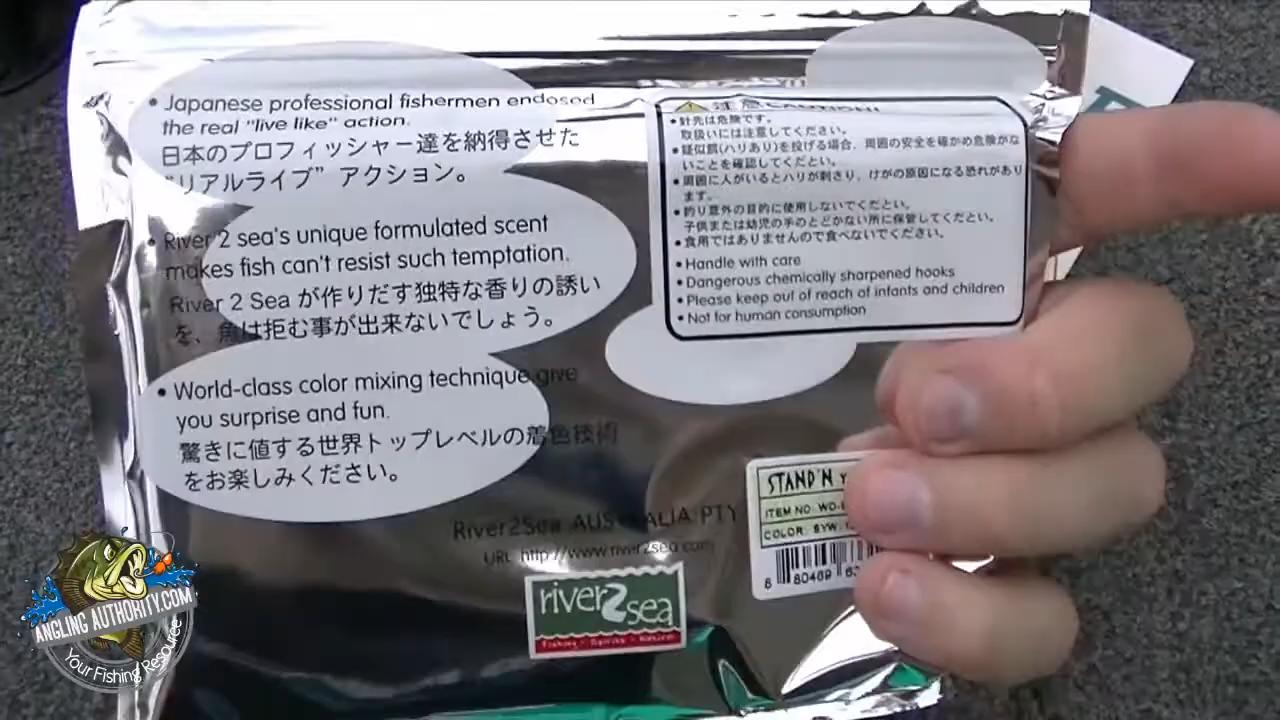 • Japanese professional fishermen endosed
the real "live like" action.
日本のプロフィッシャー達を納得させた
"リアルライブ" アクション。
• River 2 sea's unique formulated scent
makes fish can't resist such temptation.
River 2 Sea が作りだす独特な香りの誘い
を、魚は拒む事が出来ないでしょう。
• World-class color mixing technique give
you surprise and fun.
驚きに値する世界トップレベルの着色技術
をお楽しみください。
注意 CAUTION!
• 針先は危険です。
取扱いには注意してください。
• 疑似餌(ハリあり)を投げる場合、周囲の安全を確かめ危険がな
いことを確認してください。
• 周囲に人がいるとハリが刺さり、けがの原因になる恐れがあり
ます。
• 釣り意外の目的に使用しないでください。
子供または幼児の手のとどかない所に保管してください。
• 食用ではありませんので食べないでください。
• Handle with care
• Dangerous chemically sharpened hooks
• Please keep out of reach of infants and children
• Not for human consumption
STAND'N
ITEM NO:
COLOR:
River2Sea AUSTRALIA PTY
URL http://www.river2sea.com
river2sea
ANGLING AUTHORITY.COM
Your Fishing Resource